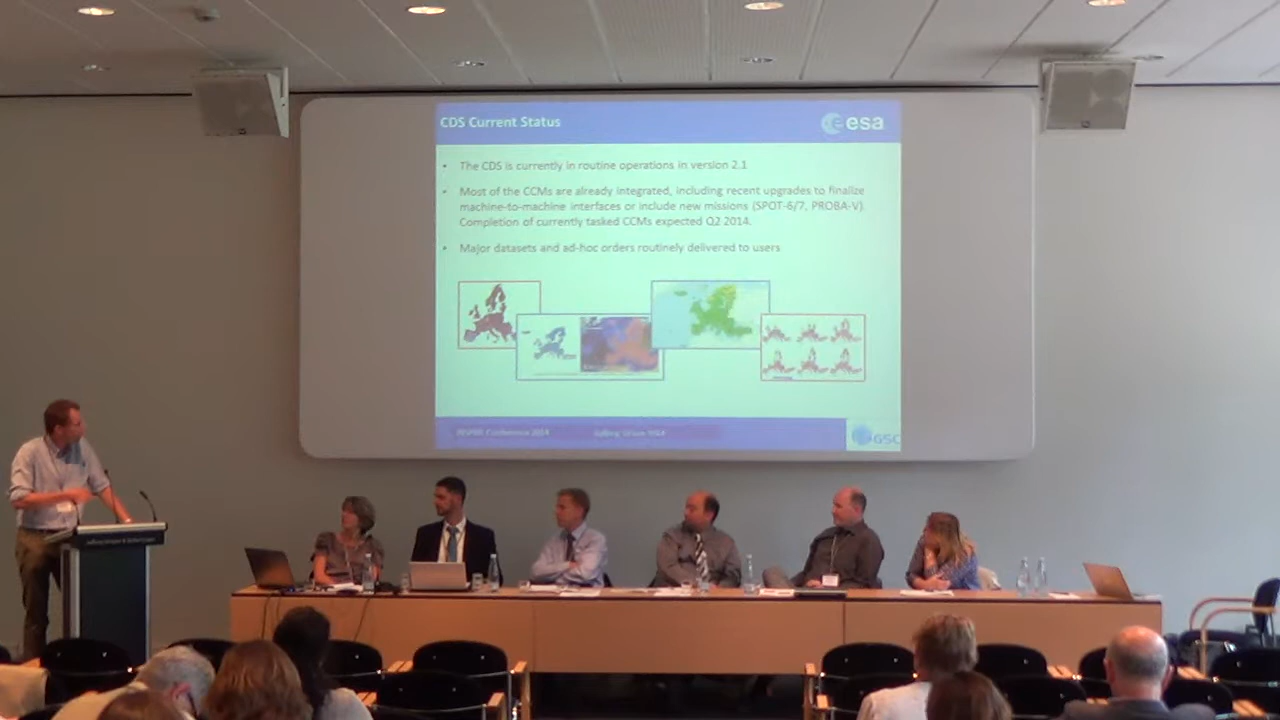 CDS Current Status
esa
• The CDS is currently in routine operations in version 2.1
• Most of the CCMs are already integrated, including recent upgrades to finalize
machine-to-machine interfaces or include new missions (SPOT-6/7, PROBA-V).
Completion of currently tasked CCMs expected Q2 2014.
• Major datasets and ad-hoc orders routinely delivered to users
INSPIRE Conference 2014
GSC